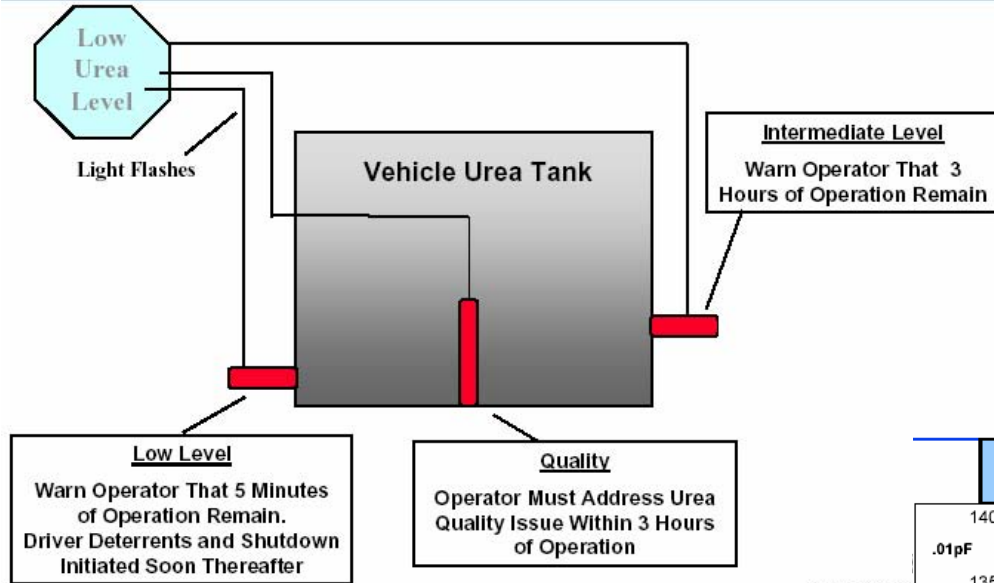 Low
Urea
Level
Light Flashes
Vehicle Urea Tank
Intermediate Level
Warn Operator That 3
Hours of Operation Remain
Low Level
Warn Operator That 5 Minutes
of Operation Remain.
Driver Deterrents and Shutdown
Initiated Soon Thereafter
Quality
Operator Must Address Urea
Quality Issue Within 3 Hours
of Operation
140
.01pF